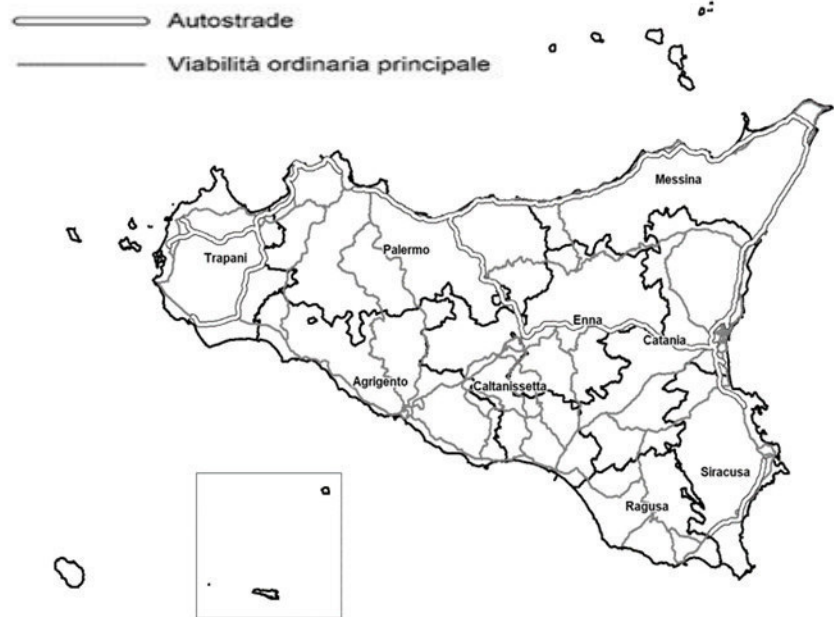 Autostrade
Viabilità ordinaria principale
Messina
Trapani
Palermo
Enna
Catania
Agrigento
Caltanissetta
Siracusa
Ragusa